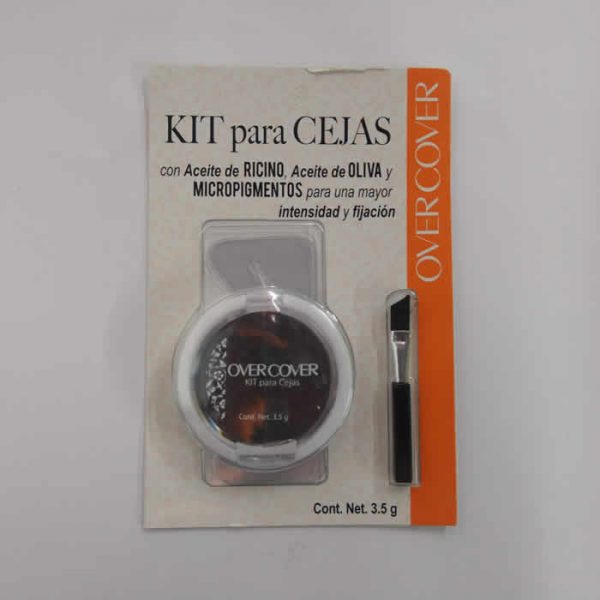 KIT para CEJAS
con Aceite de RICINO, Aceite de OLIVA y
MICROPIGMENTOS para una mayor
intensidad y fijación
OVER COVER
OVER COVER
KIT para Cejas
Cont. Net. 3.5 g
Cont. Net. 3.5 g